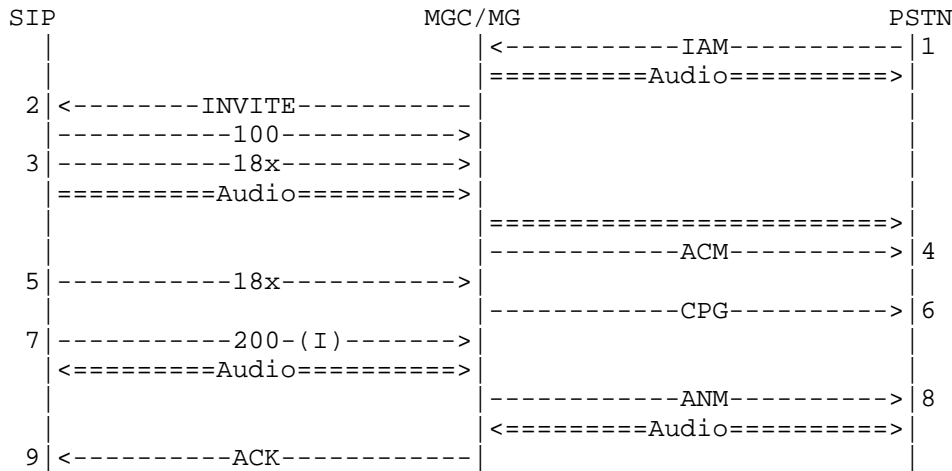 SIP                       MGC/MG                          PSTN
  |                          |<-----------IAM-----------|1
  |                          |==========Audio==========>|
 2|<--------INVITE-----------|                          |
  |-----------100----------->|                          |
 3|-----------18x----------->|                          |
  |==========Audio==========>|                          |
  |                          |=========================>|
  |                          |------------ACM---------->|4
 5|-----------18x----------->|                          |
  |                          |------------CPG---------->|6
 7|-----------200-(I)------->|                          |
  |<=========Audio==========>|                          |
  |                          |------------ANM---------->|8
  |                          |<=========Audio==========>|
 9|<----------ACK------------|                          |